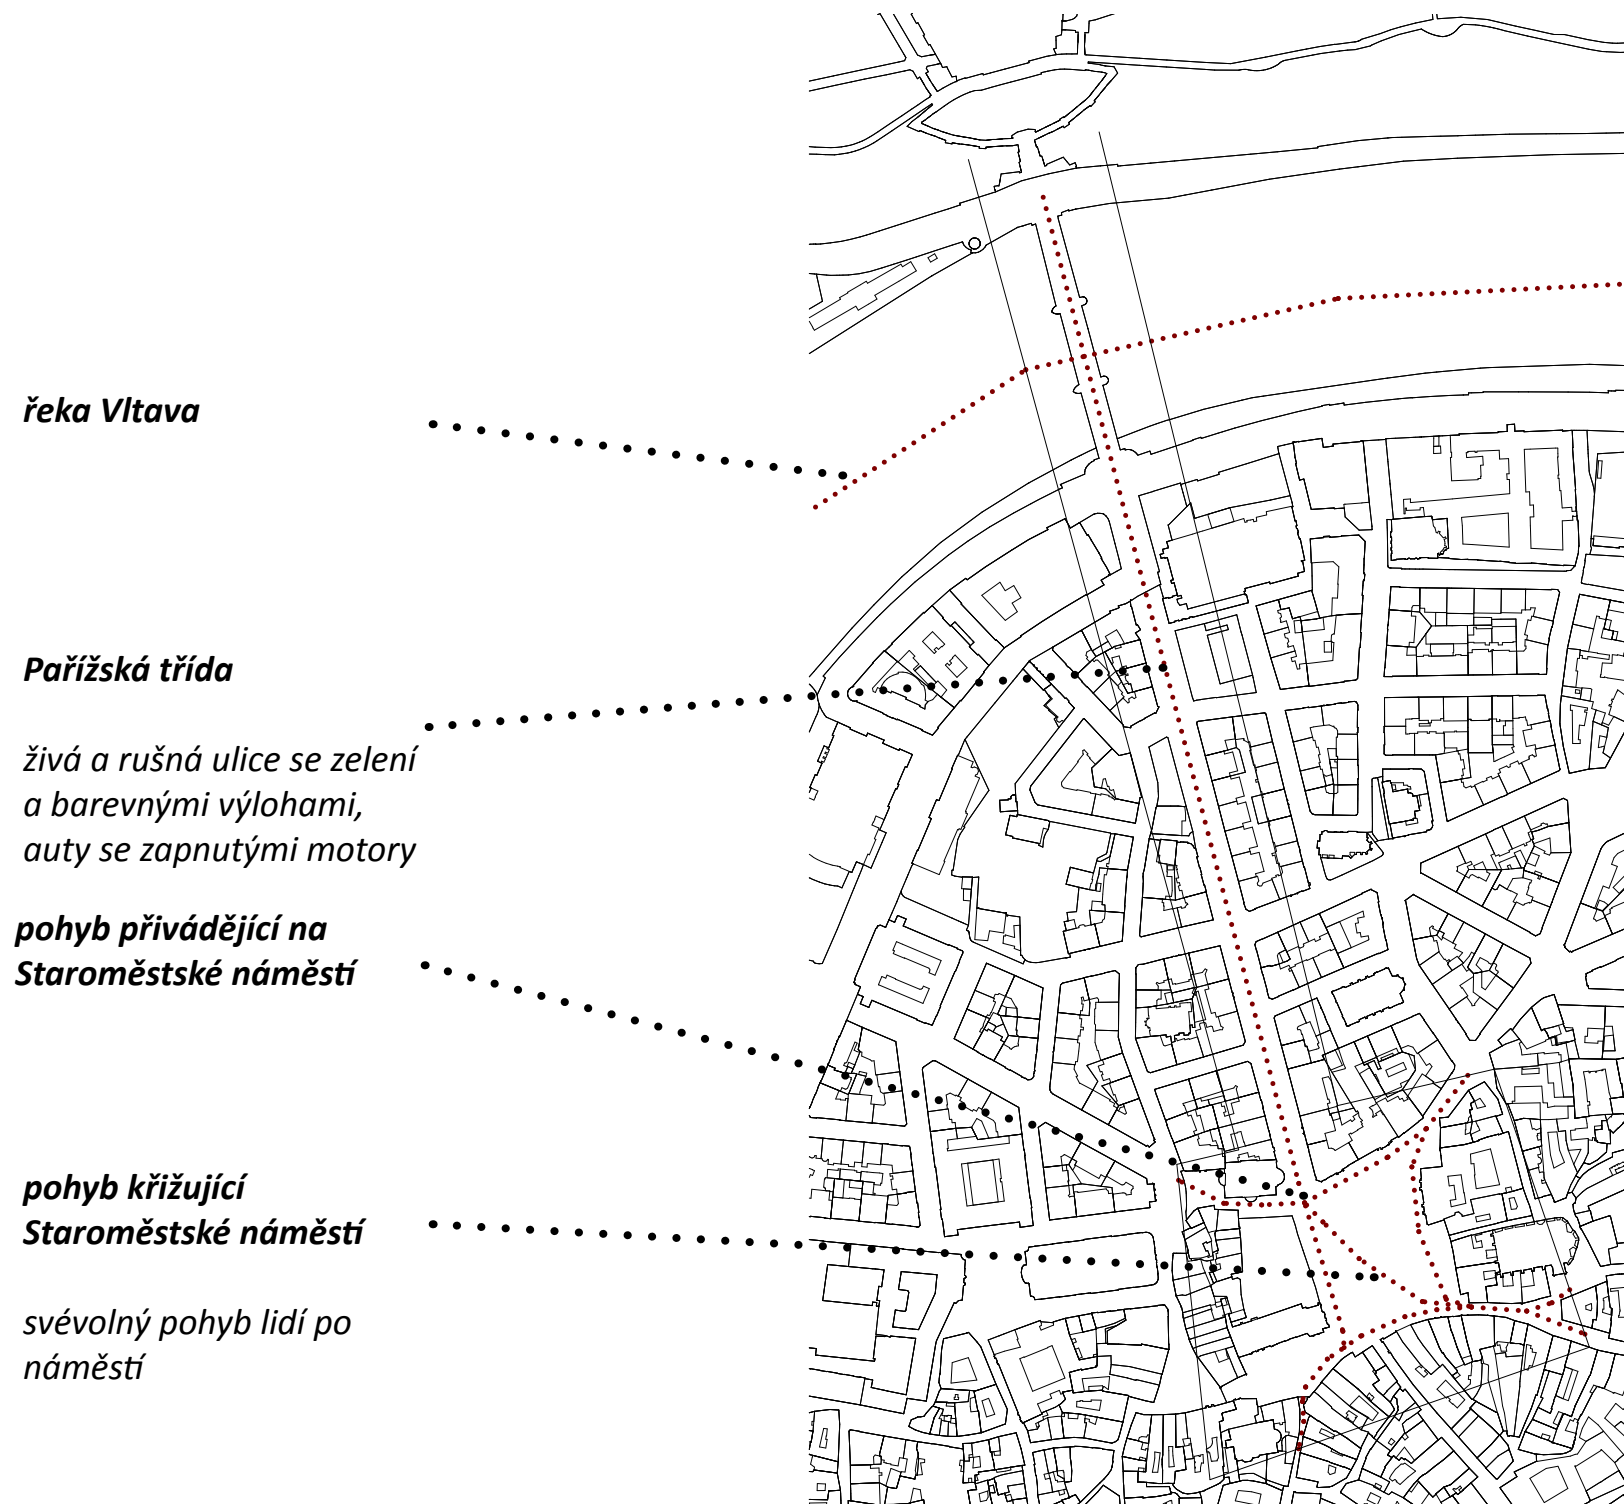 řeka Vltava
Pařížská třída
živá a rušná ulice se zelení
a barevnými výlohami,
auty se zapnutými motory
pohyb přivádějící na
Staroměstské náměstí
pohyb křižující
Staroměstské náměstí
svévolný pohyb lidí po
náměstí